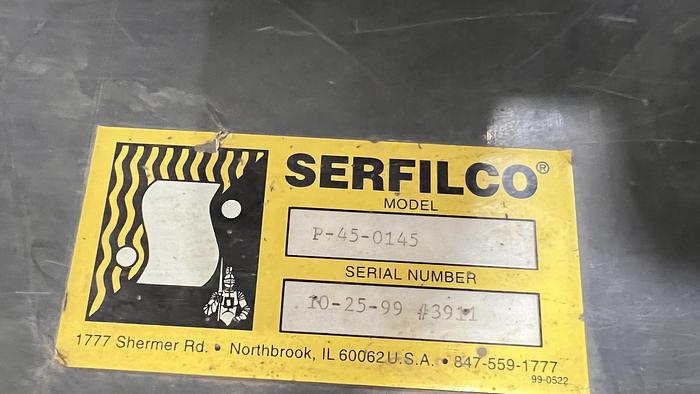 SERFILCO®
MODEL
P-45-0145
SERIAL NUMBER
10-25-99 #3911
1777 Shermer Rd. • Northbrook, IL 60062 U.S.A. • 847-559-1777
99-0522